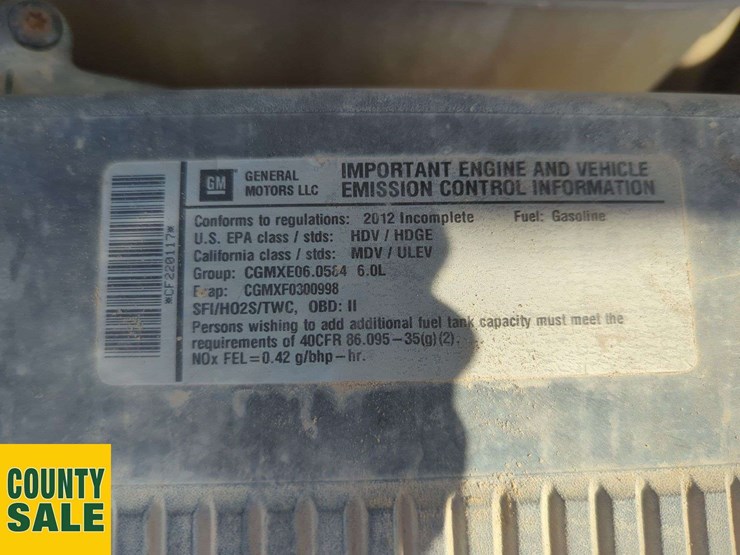 GM GENERAL MOTORS LLC
IMPORTANT ENGINE AND VEHICLE
EMISSION CONTROL INFORMATION
Conforms to regulations: 2012 Incomplete Fuel: Gasoline
U.S. EPA class / stds: HDV / HDGE
California class / stds: MDV / ULEV
Group: CGMXE06.0584 6.0L
Evap: CGMXF0300998
SFI/HO2S/TWC, OBD: II
Persons wishing to add additional fuel tank capacity must meet the
requirements of 40CFR 86.095-35(g)(2).
NOx FEL=0.42 g/bhp-hr.
*CF220117*
COUNTY
SALE